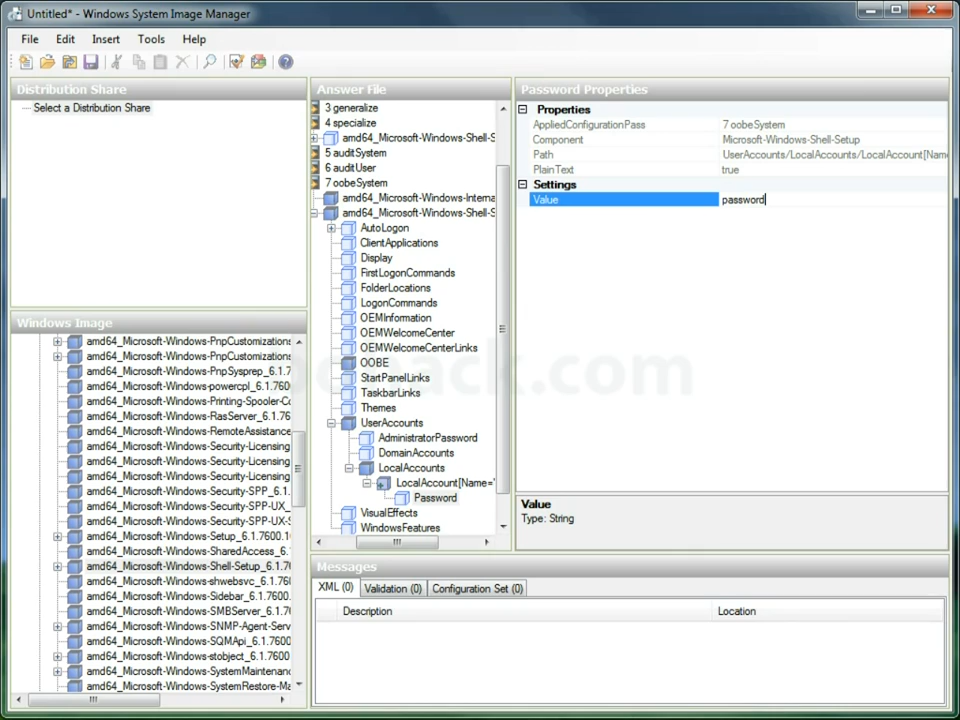 Untitled* - Windows System Image Manager
File Edit Insert Tools Help
Distribution Share
Select a Distribution Share
Windows Image
amd64_Microsoft-Windows-PnpCustomizations
amd64_Microsoft-Windows-PnpCustomizations
amd64_Microsoft-Windows-PnpSysprep_6.1.7
amd64_Microsoft-Windows-powercpl_6.1.760
amd64_Microsoft-Windows-Printing-Spooler-Co
amd64_Microsoft-Windows-RasServer_6.1.76
amd64_Microsoft-Windows-RemoteAssistance
amd64_Microsoft-Windows-Security-Licensing
amd64_Microsoft-Windows-Security-Licensing
amd64_Microsoft-Windows-Security-Licensing
amd64_Microsoft-Windows-Security-SPP_6.1.
amd64_Microsoft-Windows-Security-SPP-UX_
amd64_Microsoft-Windows-Security-SPP-UX-S
amd64_Microsoft-Windows-Setup_6.1.7600.1
amd64_Microsoft-Windows-SharedAccess_6.
amd64_Microsoft-Windows-Shell-Setup_6.1.7
amd64_Microsoft-Windows-shwebsvc_6.1.76
amd64_Microsoft-Windows-Sidebar_6.1.7600.
amd64_Microsoft-Windows-SMBServer_6.1.7
amd64_Microsoft-Windows-SNMP-Agent-Serv
amd64_Microsoft-Windows-SQMApi_6.1.7600
amd64_Microsoft-Windows-stobject_6.1.7600
amd64_Microsoft-Windows-SystemMaintenanc
amd64_Microsoft-Windows-SystemRestore-Ma
Answer File
3 generalize
4 specialize
amd64_Microsoft-Windows-Shell-S
5 auditSystem
6 auditUser
7 oobeSystem
amd64_Microsoft-Windows-Interna
amd64_Microsoft-Windows-Shell-S
AutoLogon
ClientApplications
Display
FirstLogonCommands
FolderLocations
LogonCommands
OEMInformation
OEMWelcomeCenter
OEMWelcomeCenterLinks
OOBE
StartPanelLinks
TaskbarLinks
Themes
UserAccounts
AdministratorPassword
DomainAccounts
LocalAccounts
LocalAccount[Name="
Password
VisualEffects
WindowsFeatures
Password Properties
Properties
AppliedConfigurationPass 7 oobeSystem
Component Microsoft-Windows-Shell-Setup
Path UserAccounts/LocalAccounts/LocalAccount[Name
PlainText true
Settings
Value password
Value
Type: String
Messages
XML (0) Validation (0) Configuration Set (0)
Description Location